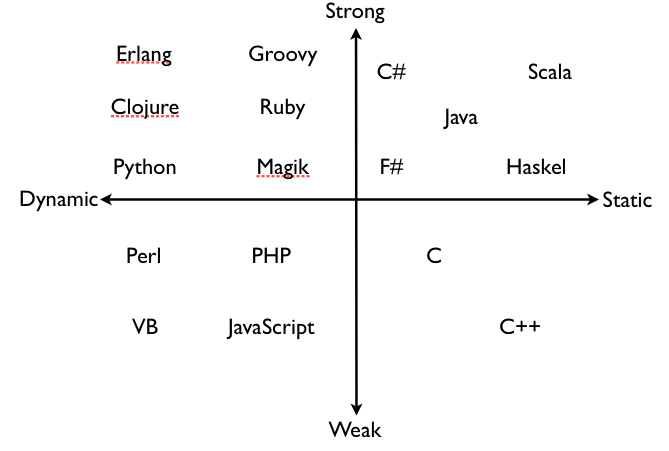 Strong
Erlang
Groovy
C#
Scala
Clojure
Ruby
Java
Python
Magik
F#
Haskel
Dynamic
Static
Perl
PHP
C
VB
JavaScript
C++
Weak